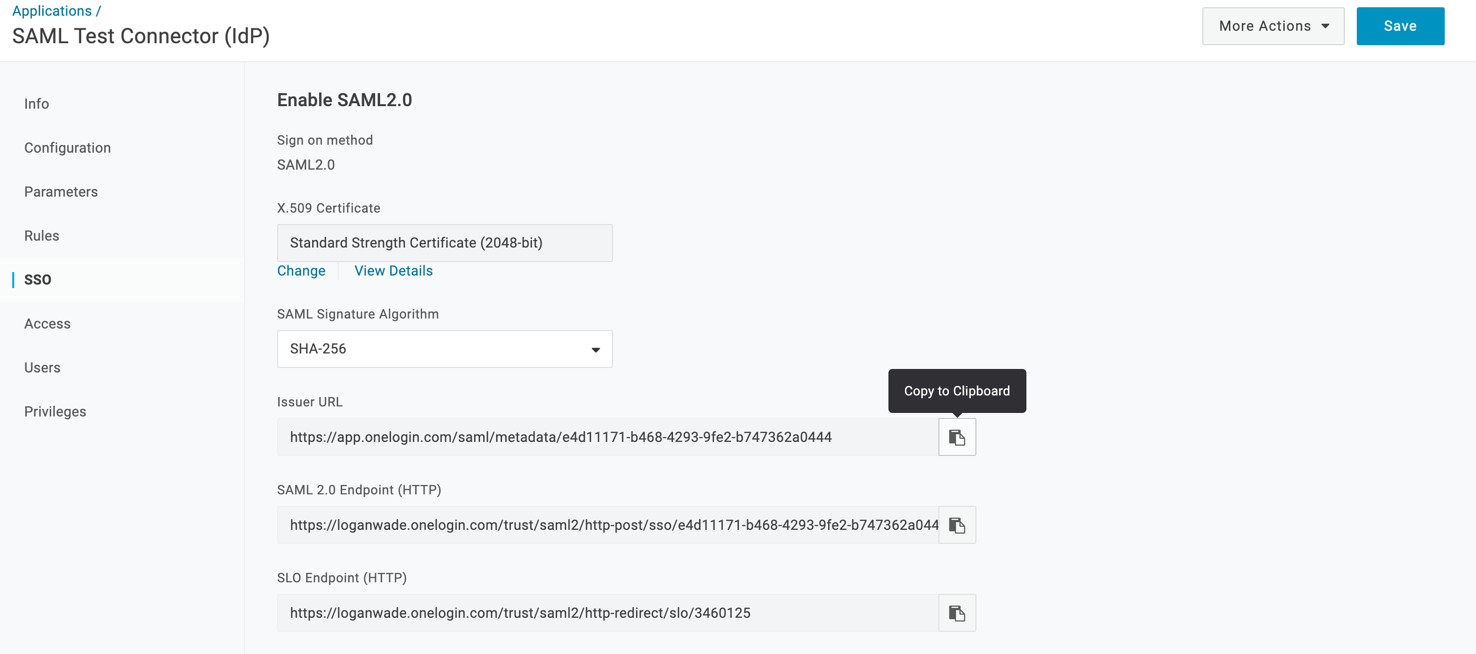 Applications /
SAML Test Connector (IdP)
More Actions
Save
Info
Configuration
Parameters
Rules
SSO
Access
Users
Privileges
Enable SAML2.0
Sign on method
SAML2.0
X.509 Certificate
Standard Strength Certificate (2048-bit)
Change
View Details
SAML Signature Algorithm
SHA-256
Copy to Clipboard
Issuer URL
https://app.onelogin.com/saml/metadata/e4d11171-b468-4293-9fe2-b747362a0444
SAML 2.0 Endpoint (HTTP)
https://loganwade.onelogin.com/trust/saml2/http-post/sso/e4d11171-b468-4293-9fe2-b747362a044
SLO Endpoint (HTTP)
https://loganwade.onelogin.com/trust/saml2/http-redirect/slo/3460125